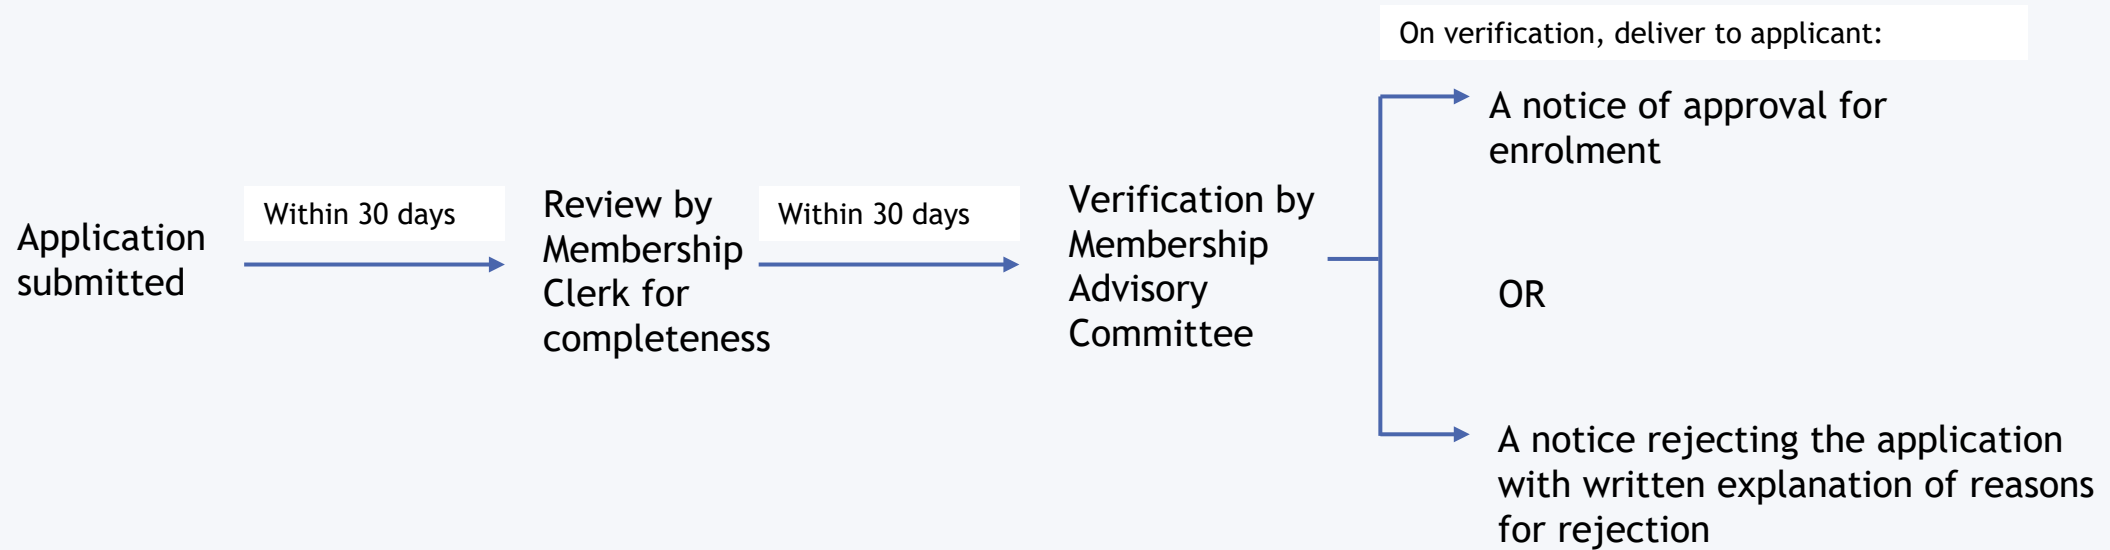 On verification, deliver to applicant:
A notice of approval for
enrolment
Application
submitted
Within 30 days
Review by
Membership
Clerk for
completeness
Within 30 days
Verification by
Membership
Advisory
Committee
OR
A notice rejecting the application
with written explanation of reasons
for rejection